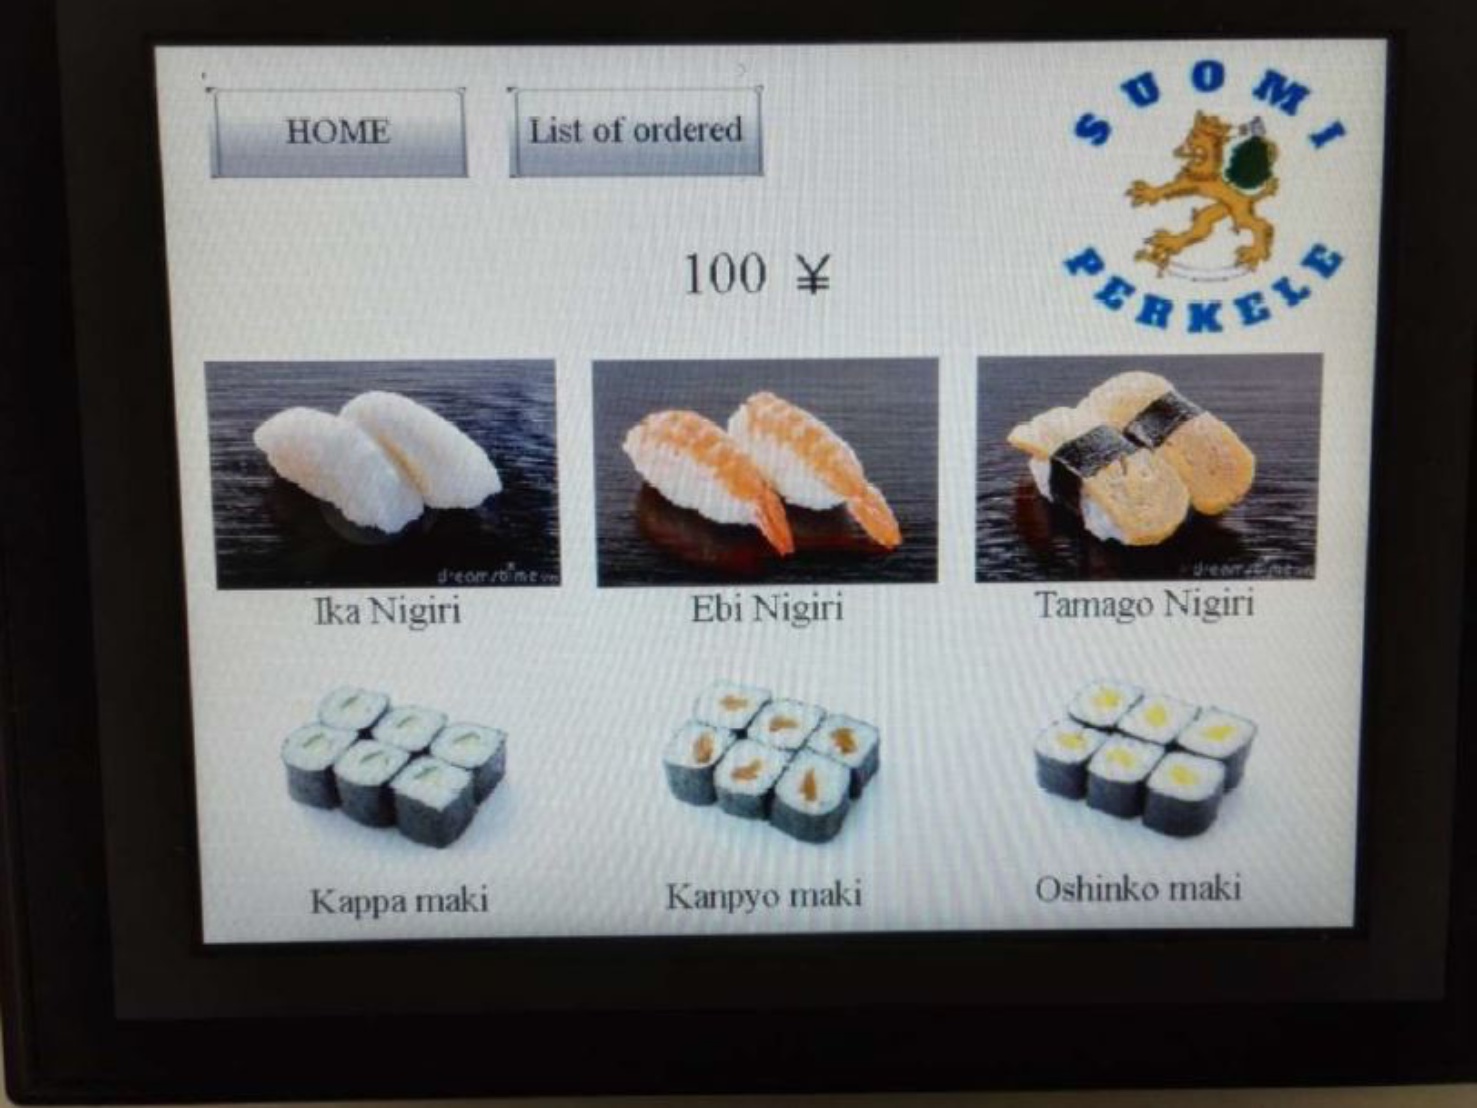 HOME
List of ordered
SUOMI
PERKELE
100 ¥
dreamstime
dreamstime
Ika Nigiri
Ebi Nigiri
Tamago Nigiri
Kappa maki
Kanpyo maki
Oshinko maki